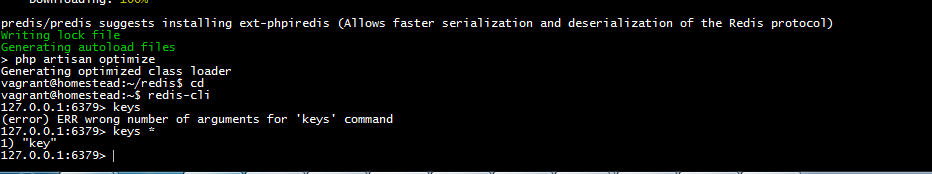 Downloading: 100%
predis/predis suggests installing ext-phpiredis (Allows faster serialization and deserialization of the Redis protocol)
Writing lock file
Generating autoload files
> php artisan optimize
Generating optimized class loader
vagrant@homestead:~/redis$ cd
vagrant@homestead:~$ redis-cli
127.0.0.1:6379> keys
(error) ERR wrong number of arguments for 'keys' command
127.0.0.1:6379> keys *
1) "key"
127.0.0.1:6379>